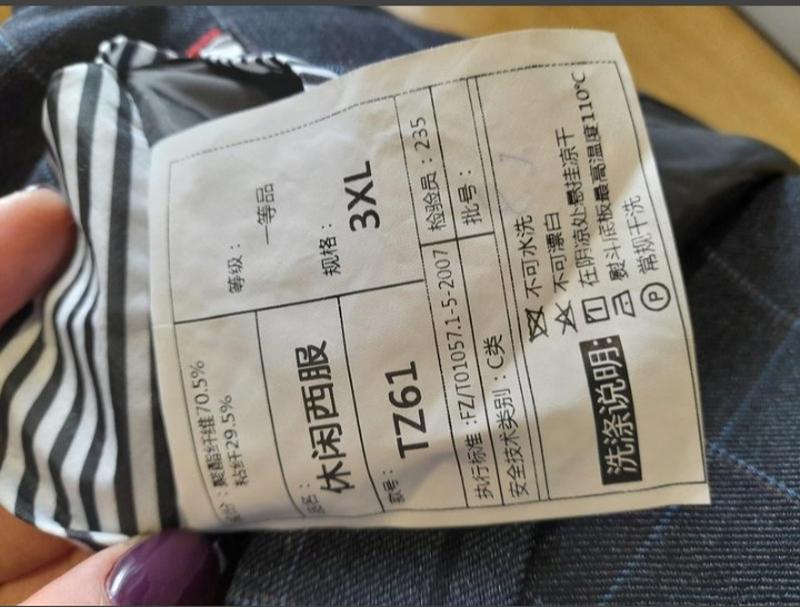 聚酯纤维70.5%
粘纤29.5%
等级：
一等品
休闲西服
规格：
3XL
款号：
TZ61
执行标准：FZ/T01057.1-5-2007
检验员：235
安全技术类别：C类
批号：
洗涤说明:
不可水洗
不可漂白
在阴凉处悬挂凉干
熨斗底板最高温度110℃
P 常规干洗